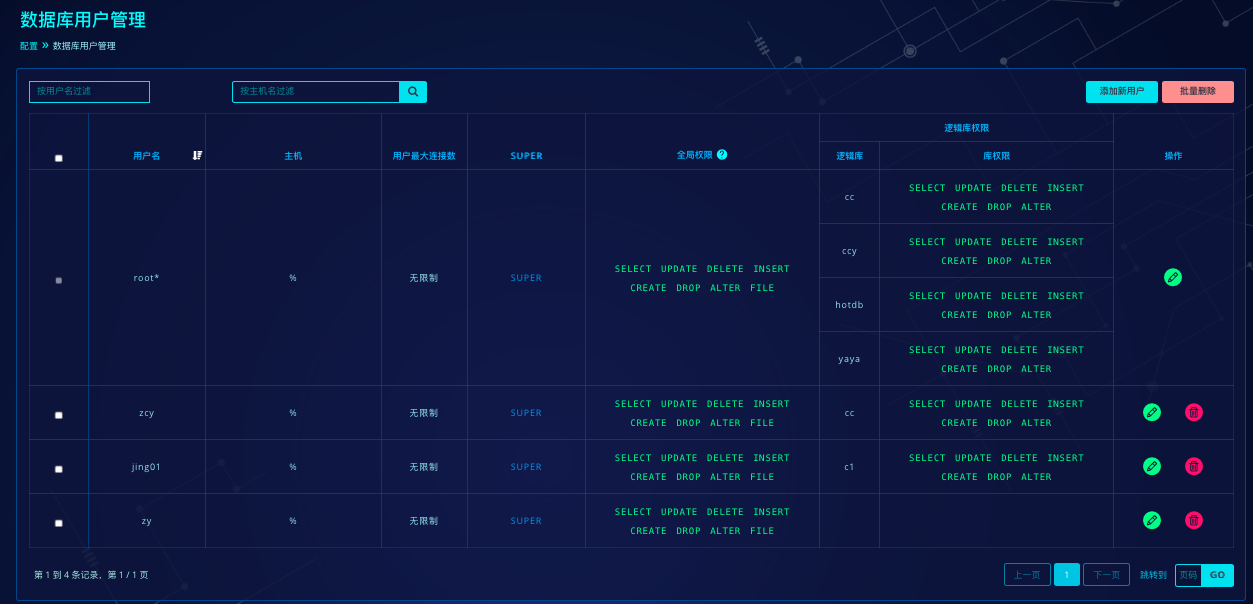 数据库用户管理
配置 » 数据库用户管理
按用户名过滤
按主机名过滤
添加新用户
批量删除
用户名
主机
用户最大连接数
SUPER
全局权限
逻辑库权限
逻辑库
库权限
操作
root*
%
无限制
SUPER
SELECT UPDATE DELETE INSERT
CREATE DROP ALTER FILE
cc
SELECT UPDATE DELETE INSERT
CREATE DROP ALTER
ccy
SELECT UPDATE DELETE INSERT
CREATE DROP ALTER
hotdb
SELECT UPDATE DELETE INSERT
CREATE DROP ALTER
yaya
SELECT UPDATE DELETE INSERT
CREATE DROP ALTER
zcy
%
无限制
SUPER
SELECT UPDATE DELETE INSERT
CREATE DROP ALTER FILE
cc
SELECT UPDATE DELETE INSERT
CREATE DROP ALTER
jing01
%
无限制
SUPER
SELECT UPDATE DELETE INSERT
CREATE DROP ALTER FILE
c1
SELECT UPDATE DELETE INSERT
CREATE DROP ALTER
zy
%
无限制
SUPER
SELECT UPDATE DELETE INSERT
CREATE DROP ALTER FILE
第 1 到 4 条记录，第 1 / 1 页
上一页
1
下一页
跳转到
页码
GO